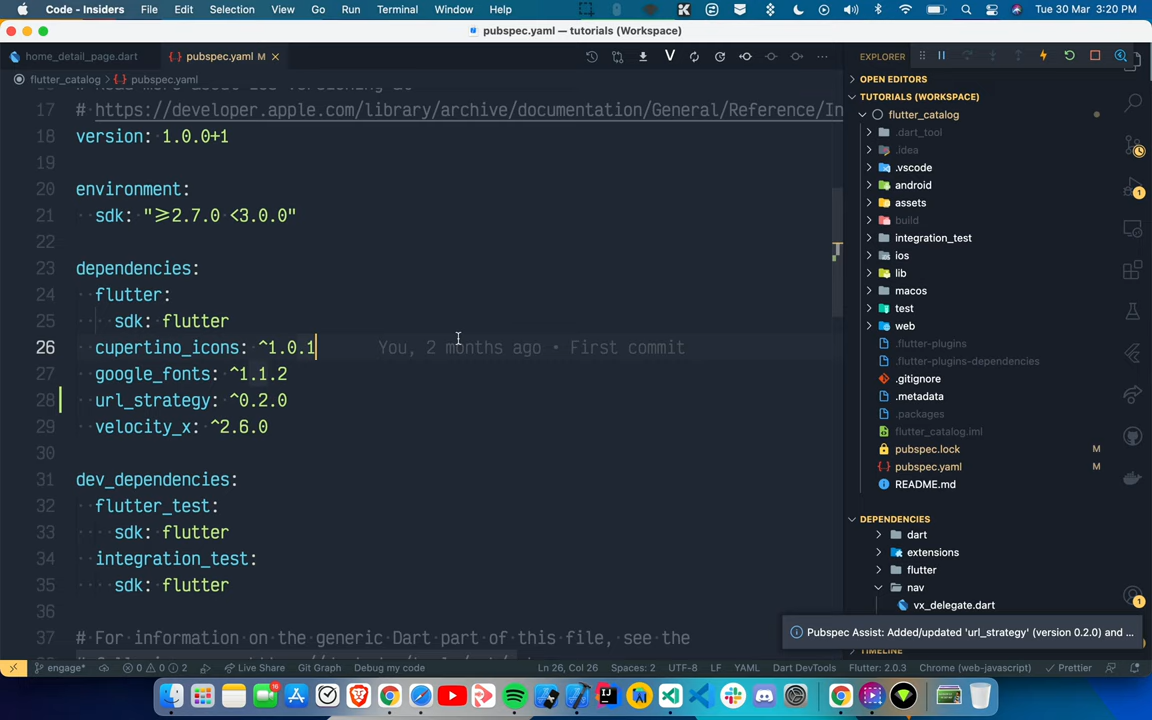 Code - Insiders File Edit Selection View Go Run Terminal Window Help Tue 30 Mar 3:20 PM
pubspec.yaml — tutorials (Workspace)
home_detail_page.dart pubspec.yaml M
flutter_catalog > pubspec.yaml
17 # https://developer.apple.com/library/archive/documentation/General/Reference/In
18 version: 1.0.0+1
19
20 environment:
21 sdk: "≥2.7.0 <3.0.0"
22
23 dependencies:
24 flutter:
25 sdk: flutter
26 cupertino_icons: ^1.0.1 You, 2 months ago • First commit
27 google_fonts: ^1.1.2
28 url_strategy: ^0.2.0
29 velocity_x: ^2.6.0
30
31 dev_dependencies:
32 flutter_test:
33 sdk: flutter
34 integration_test:
35 sdk: flutter
36
37 # For information on the generic Dart part of this file, see the
EXPLORER
OPEN EDITORS
TUTORIALS (WORKSPACE)
flutter_catalog
.dart_tool
.idea
.vscode
android
assets
build
integration_test
ios
lib
macos
test
web
.flutter-plugins
.flutter-plugins-dependencies
.gitignore
.metadata
.packages
flutter_catalog.iml
pubspec.lock M
pubspec.yaml M
README.md
DEPENDENCIES
dart
extensions
flutter
nav
vx_delegate.dart
Pubspec Assist: Added/updated 'url_strategy' (version 0.2.0) and ...
TIMELINE
engage* 0 0 2 Live Share Git Graph Debug my code Ln 26, Col 26 Spaces: 2 UTF-8 LF YAML Dart DevTools Flutter: 2.0.3 Chrome (web-javascript) Prettier